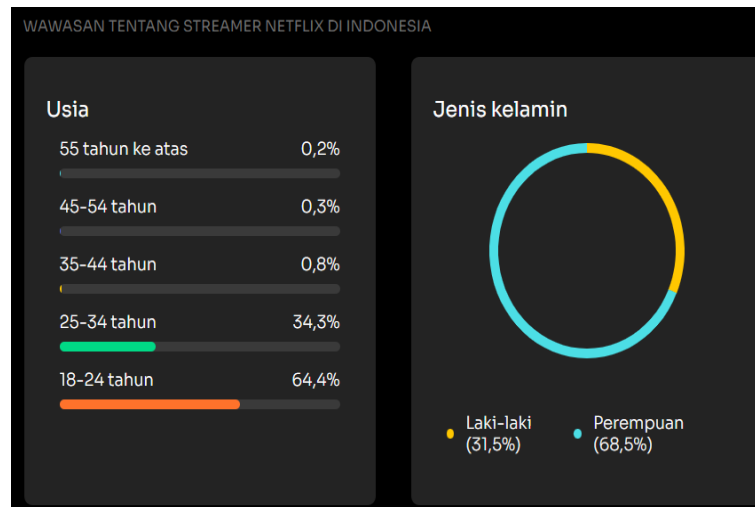 WAWASAN TENTANG STREAMER NETFLIX DI INDONESIA
Usia
55 tahun ke atas 0,2%
45-54 tahun 0,3%
35-44 tahun 0,8%
25-34 tahun 34,3%
18-24 tahun 64,4%
Jenis kelamin
Laki-laki
(31,5%)
Perempuan
(68,5%)